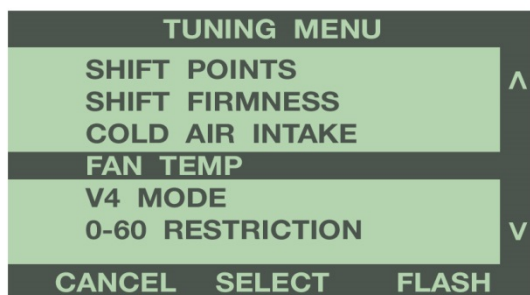 TUNING MENU
SHIFT POINTS
SHIFT FIRMNESS
COLD AIR INTAKE
FAN TEMP
V4 MODE
0-60 RESTRICTION
CANCEL SELECT FLASH